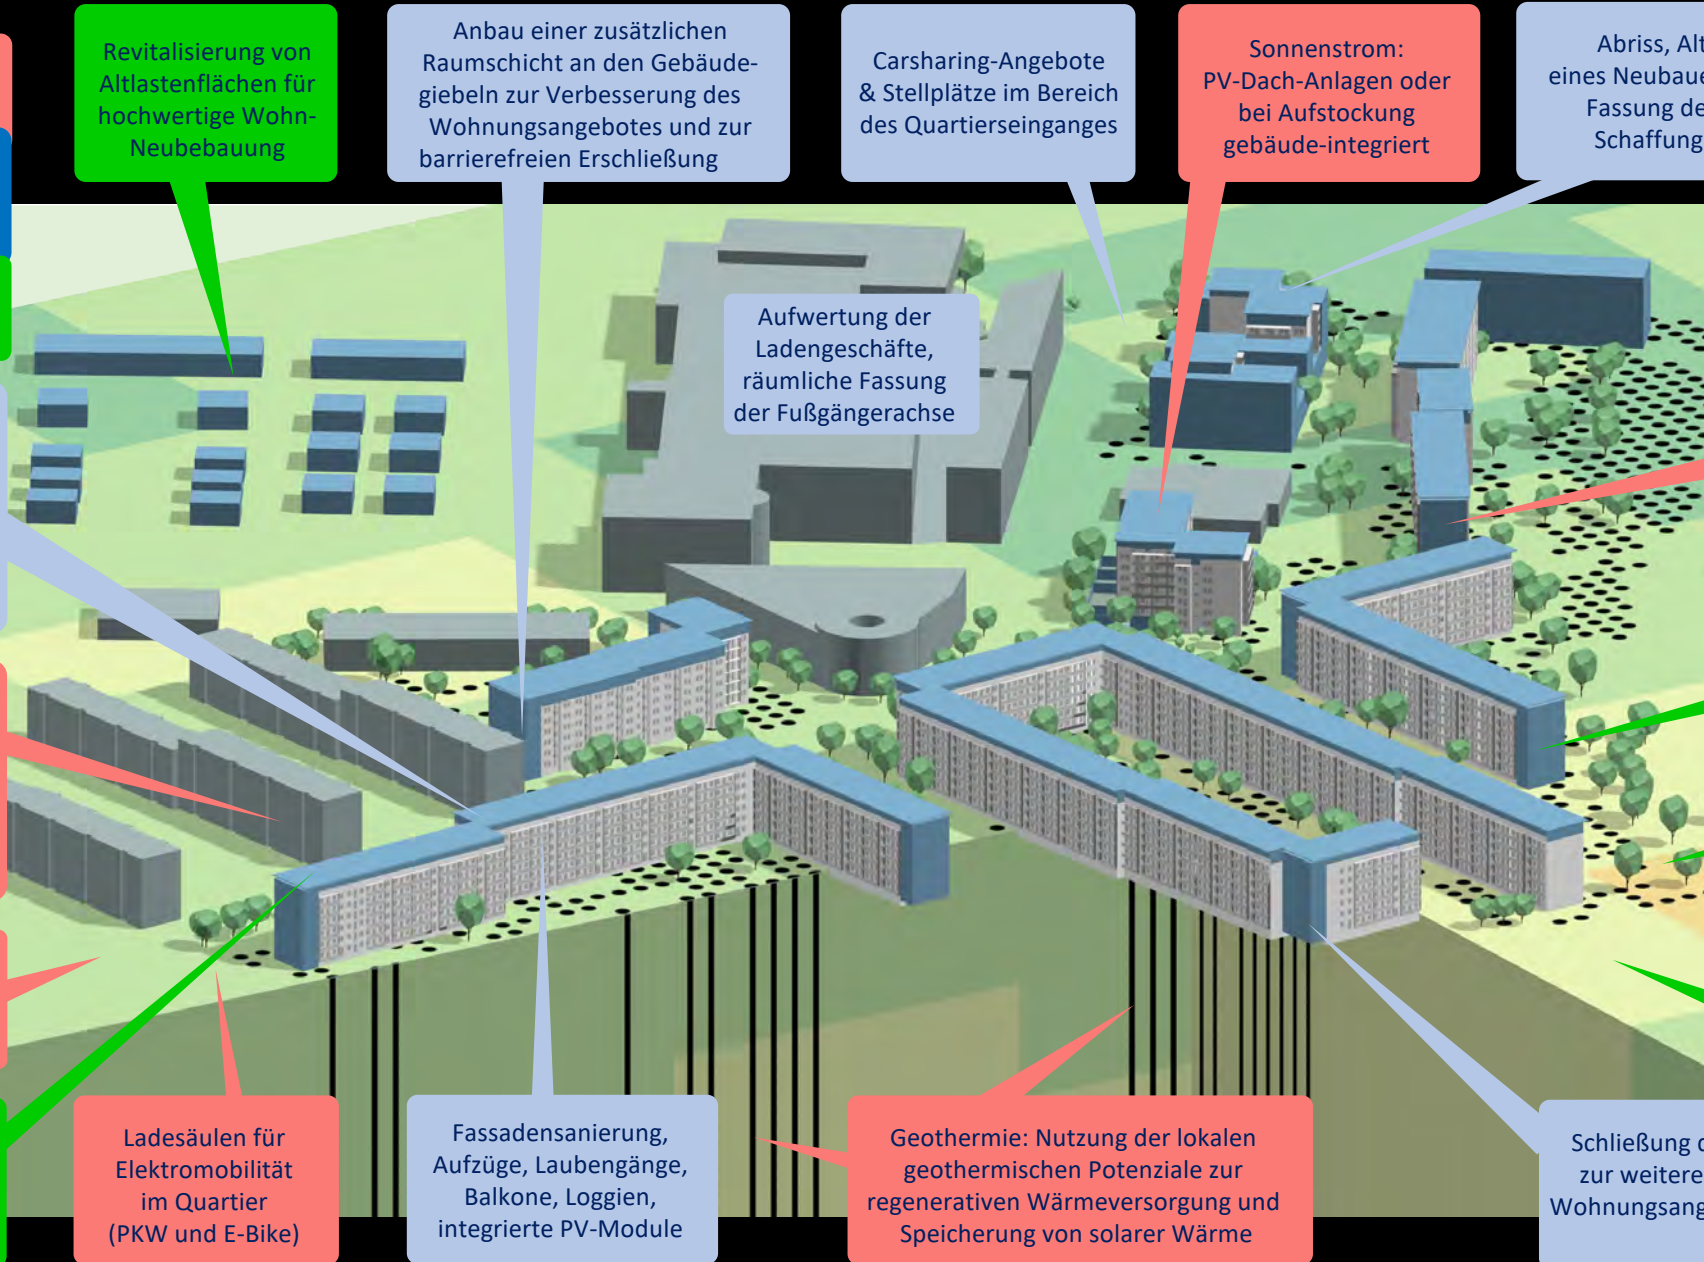 Revitalisierung von
Altlastenflächen für
hochwertige Wohn-
Neubebauung
Anbau einer zusätzlichen
Raumschicht an den Gebäude-
giebeln zur Verbesserung des
Wohnungsangebotes und zur
barrierefreien Erschließung
Carsharing-Angebote
& Stellplätze im Bereich
des Quartierseinganges
Sonnenstrom:
PV-Dach-Anlagen oder
bei Aufstockung
gebäude-integriert
Abriss, Alt
eines Neubau
Fassung de
Schaffung
Aufwertung der
Ladengeschäfte,
räumliche Fassung
der Fußgängerachse
Ladesäulen für
Elektromobilität
im Quartier
(PKW und E-Bike)
Fassadensanierung,
Aufzüge, Laubengänge,
Balkone, Loggien,
integrierte PV-Module
Geothermie: Nutzung der lokalen
geothermischen Potenziale zur
regenerativen Wärmeversorgung und
Speicherung von solarer Wärme
Schließung
zur weitere
Wohnungsang